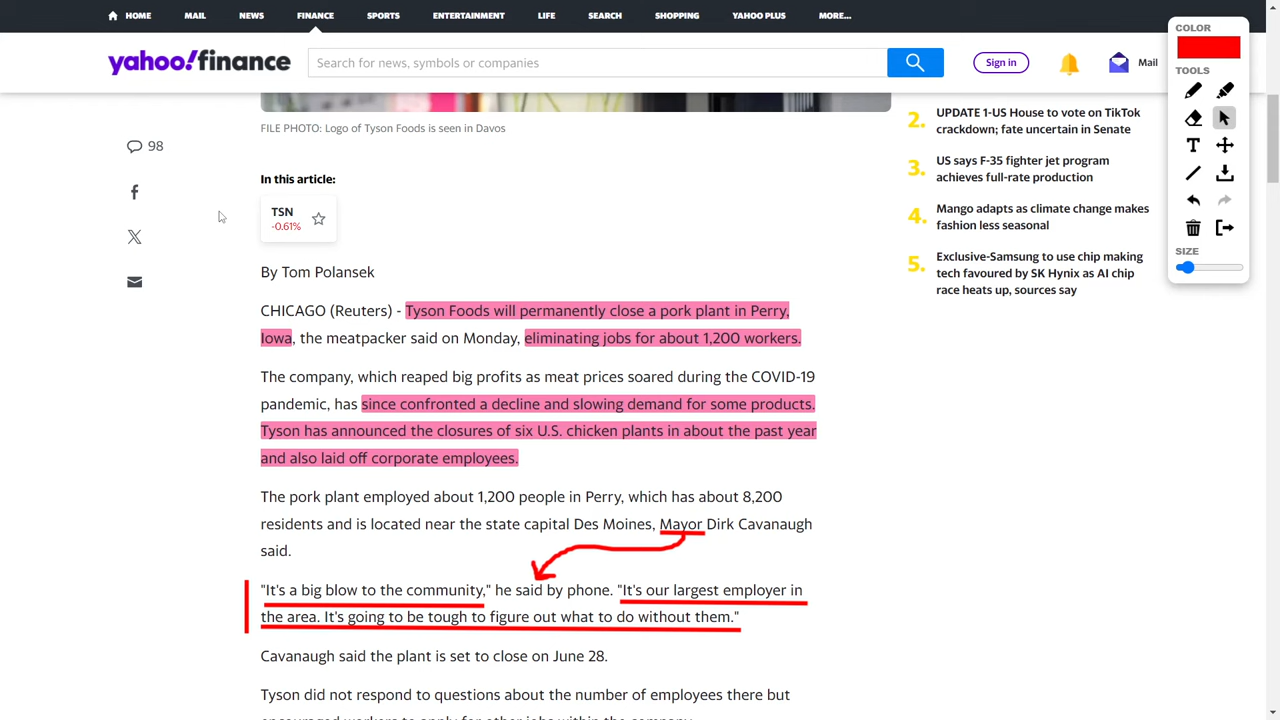 HOME MAIL NEWS FINANCE SPORTS ENTERTAINMENT LIFE SEARCH SHOPPING YAHOO PLUS MORE...
yahoo!finance
Search for news, symbols or companies
Sign in
Mail
COLOR
TOOLS
T
SIZE
FILE PHOTO: Logo of Tyson Foods is seen in Davos
98
In this article:
TSN
-0.61%
By Tom Polansek
CHICAGO (Reuters) - Tyson Foods will permanently close a pork plant in Perry,
Iowa, the meatpacker said on Monday, eliminating jobs for about 1,200 workers.
The company, which reaped big profits as meat prices soared during the COVID-19
pandemic, has since confronted a decline and slowing demand for some products.
Tyson has announced the closures of six U.S. chicken plants in about the past year
and also laid off corporate employees.
The pork plant employed about 1,200 people in Perry, which has about 8,200
residents and is located near the state capital Des Moines, Mayor Dirk Cavanaugh
said.
"It's a big blow to the community," he said by phone. "It's our largest employer in
the area. It's going to be tough to figure out what to do without them."
Cavanaugh said the plant is set to close on June 28.
Tyson did not respond to questions about the number of employees there but
encouraged workers to apply for other jobs within the company.
2. UPDATE 1-US House to vote on TikTok
crackdown; fate uncertain in Senate
3. US says F-35 fighter jet program
achieves full-rate production
4. Mango adapts as climate change makes
fashion less seasonal
5. Exclusive-Samsung to use chip making
tech favoured by SK Hynix as AI chip
race heats up, sources say